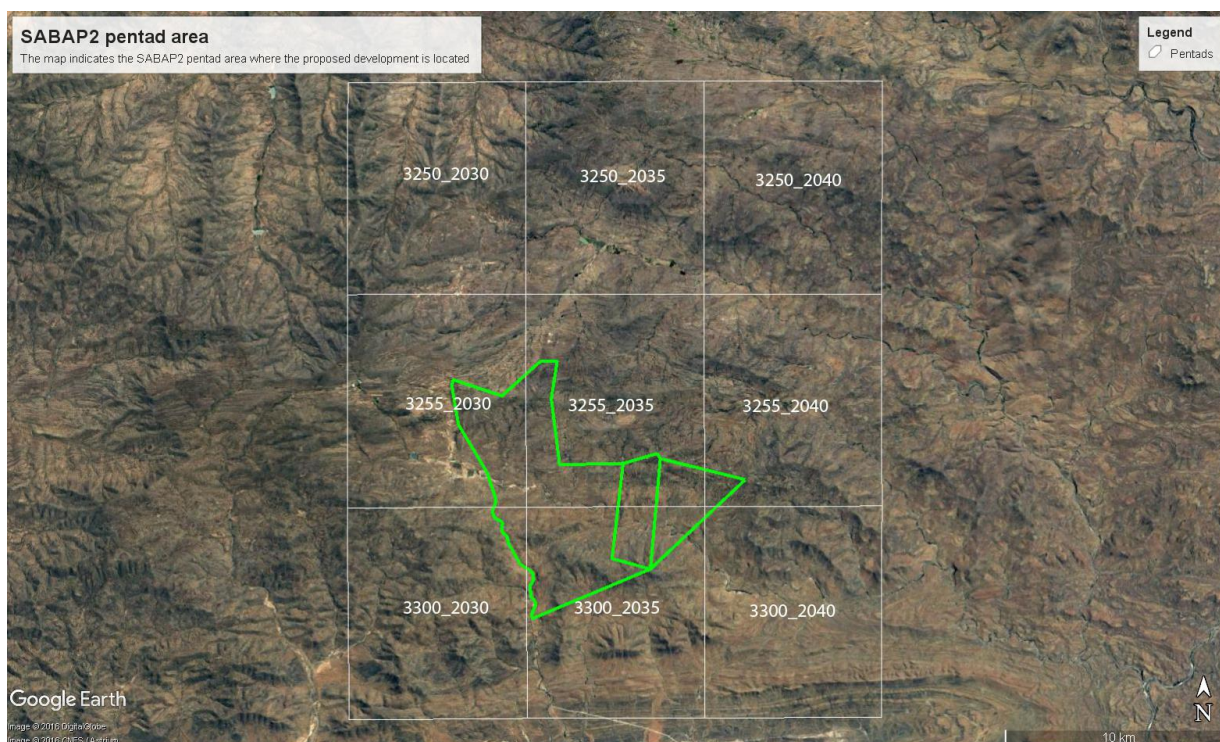 SABAP2 pentad area
The map indicates the SABAP2 pentad area where the proposed development is located
Legend
Pentads
3250_2030
3250_2035
3250_2040
3255_2030
3255_2035
3255_2040
3300_2030
3300_2035
3300_2040
Google Earth
N
Image © 2016 DigitalGlobe
Image © 2016 CNES / Astrium
10 km